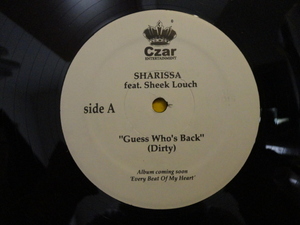 Czar
ENTERTAINMENT
SHARISSA
feat. Sheek Louch
side A
"Guess Who's Back"
(Dirty)
Album coming soon
'Every Beat Of My Heart'